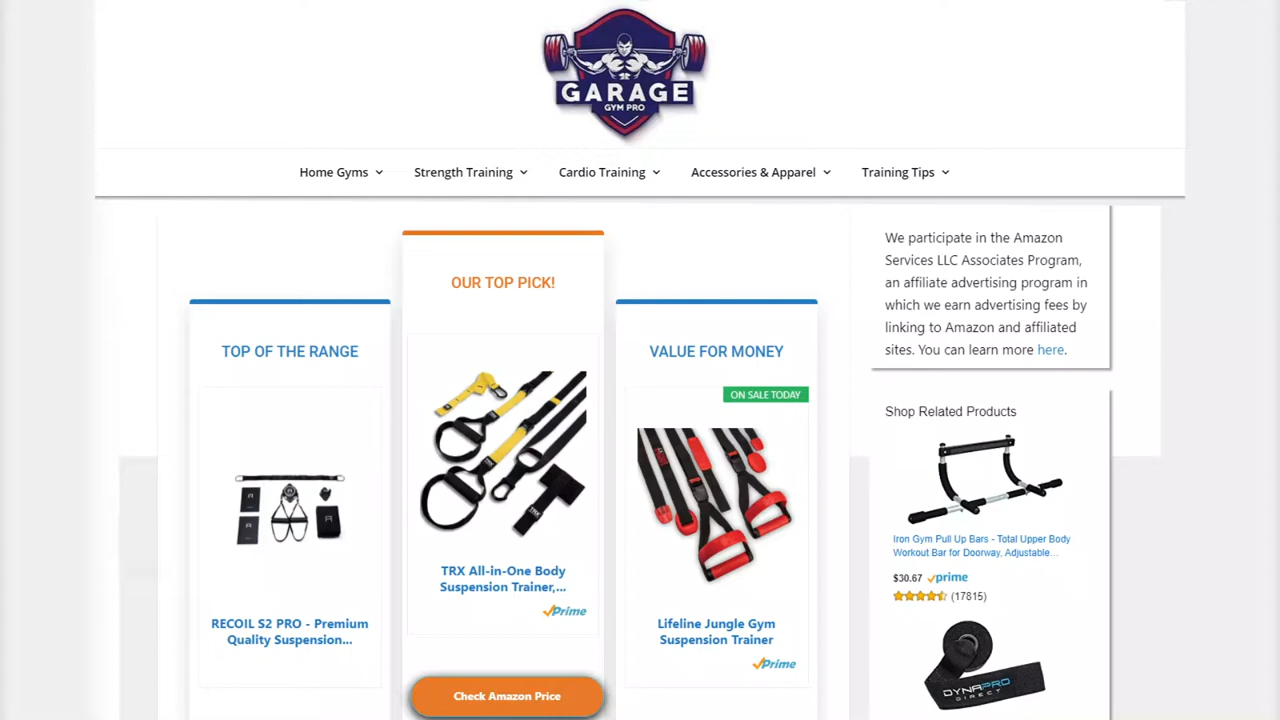 GARAGE
GYM PRO
Home Gyms
Strength Training
Cardio Training
Accessories & Apparel
Training Tips
OUR TOP PICK!
TOP OF THE RANGE
VALUE FOR MONEY
ON SALE TODAY
TRX
TRX All-in-One Body
Suspension Trainer,...
Prime
RECOIL S2 PRO - Premium
Quality Suspension...
Lifeline Jungle Gym
Suspension Trainer
Prime
Check Amazon Price
We participate in the Amazon
Services LLC Associates Program,
an affiliate advertising program in
which we earn advertising fees by
linking to Amazon and affiliated
sites. You can learn more here.
Shop Related Products
Iron Gym Pull Up Bars - Total Upper Body
Workout Bar for Doorway, Adjustable...
$30.67 prime
(17815)
DYNAPRO
DIRECT